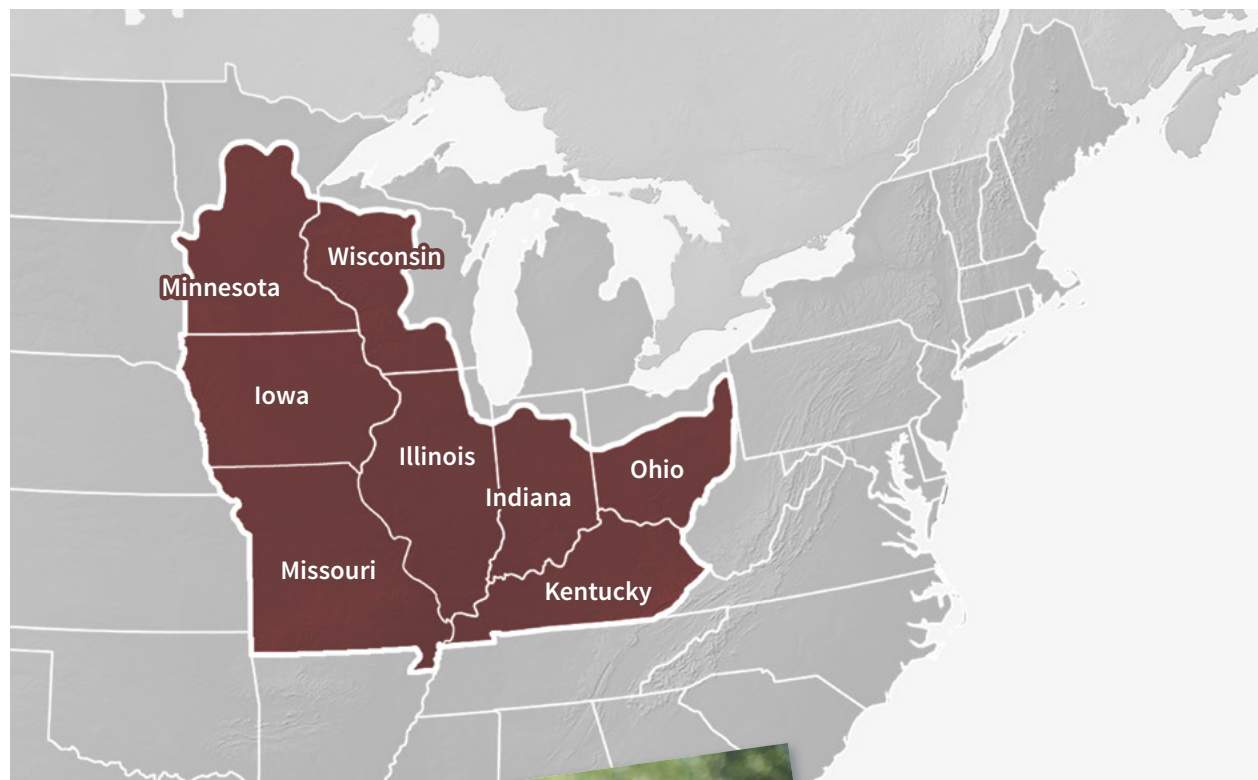 Wisconsin
Minnesota
Iowa
Illinois
Ohio
Indiana
Missouri
Kentucky